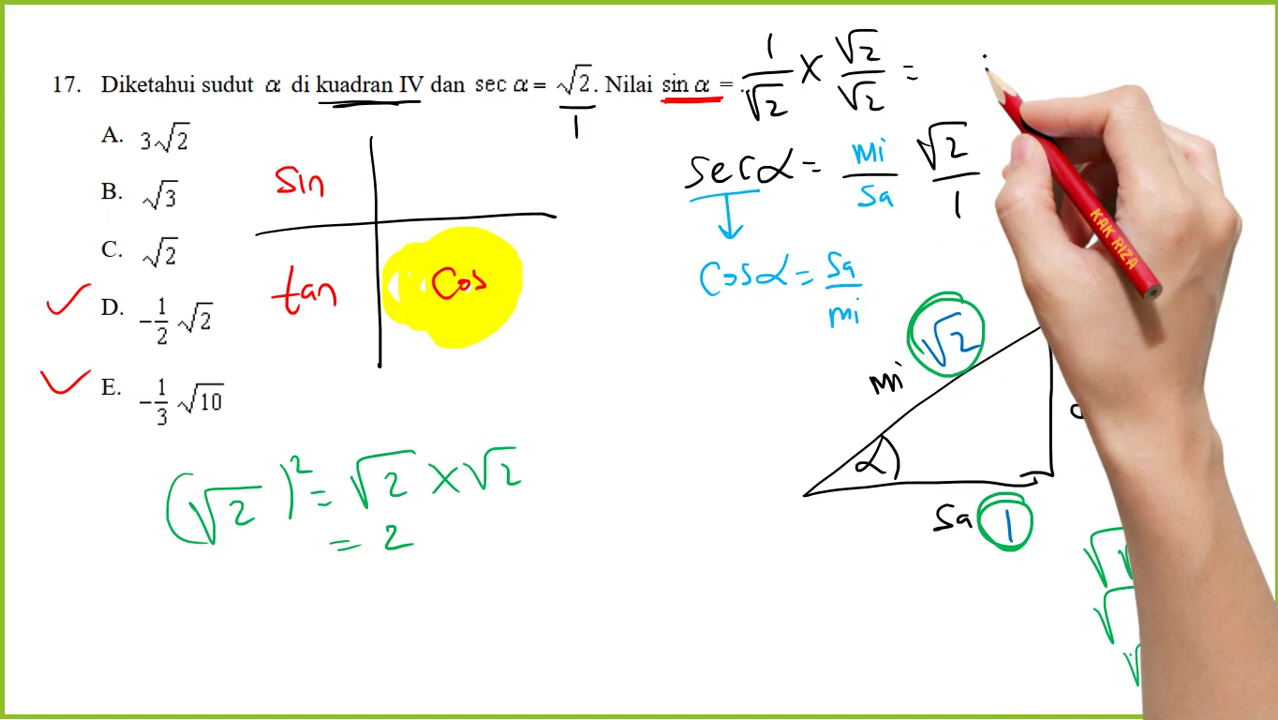 17. Diketahui sudut α di kuadran IV dan sec α = √2. Nilai sin α =
1
1/√2 × √2/√2 =
A. 3√2
B. √3
C. √2
D. -1/2 √2
E. -1/3 √10
sin
tan
Cos
secα = mi/sa √2/1
Cosα = sa/mi
mi √2
α
sa 1
(√2)² = √2 × √2
= 2
KAK RIZA